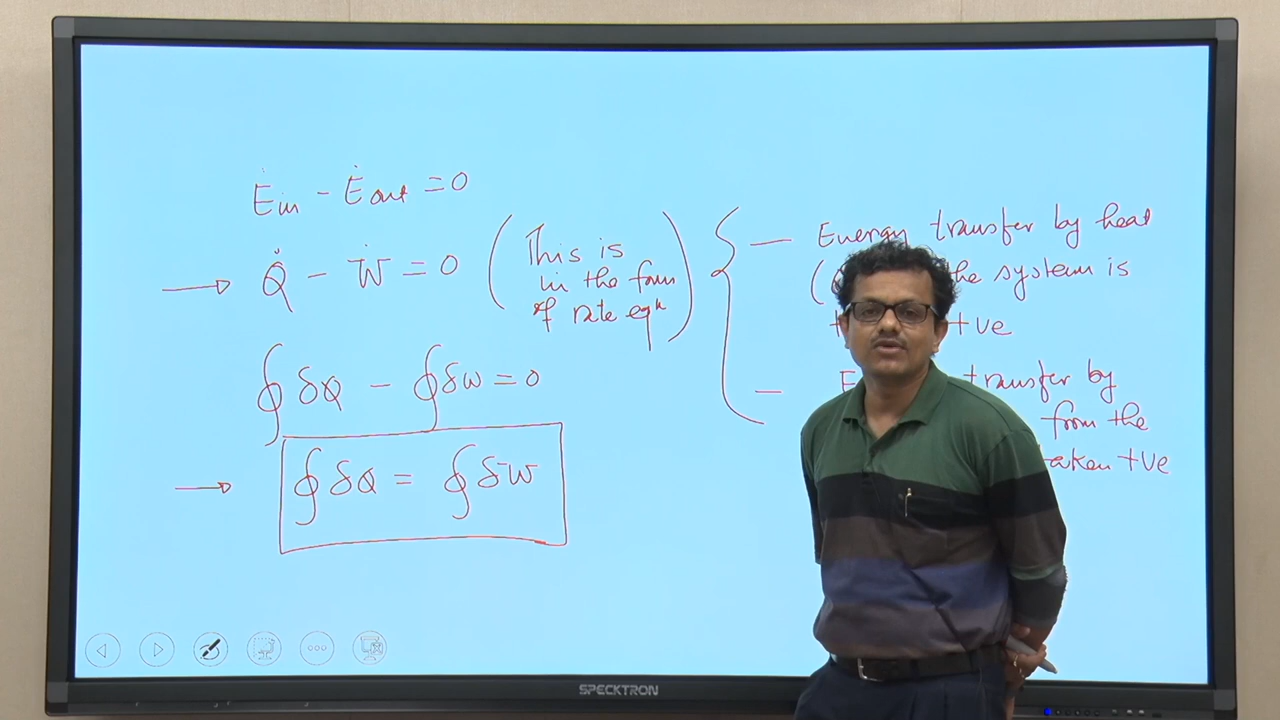 Ėin - Ėout = 0
Q̇ - Ẇ = 0
(This is
in the form
of rate eqn)
∮ δQ - ∮ δW = 0
∮ δQ = ∮ δW
— Energy transfer by heat
( the system is
+ve
— transfer by
from the
taken +ve
SPECKTRON